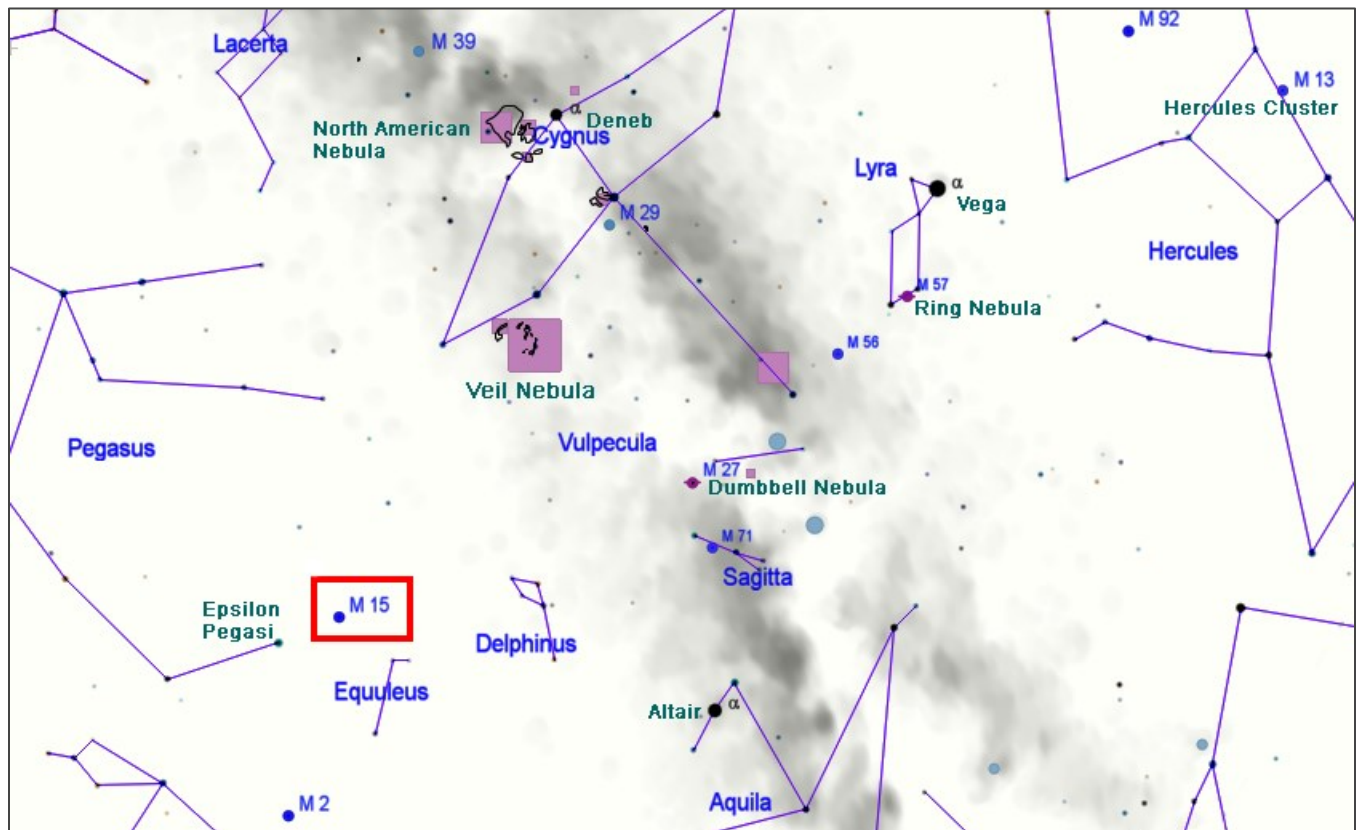 M 92
M 39
Lacerta
M 13
Hercules Cluster
α
Deneb
North American
Nebula
Cygnus
Lyra
α
Vega
M 29
Hercules
M 57
Ring Nebula
M 56
Veil Nebula
Vulpecula
Pegasus
M 27
Dumbbell Nebula
M 71
Sagitta
M 15
Epsilon
Pegasi
Delphinus
Equuleus
α
Altair
Aquila
M 2